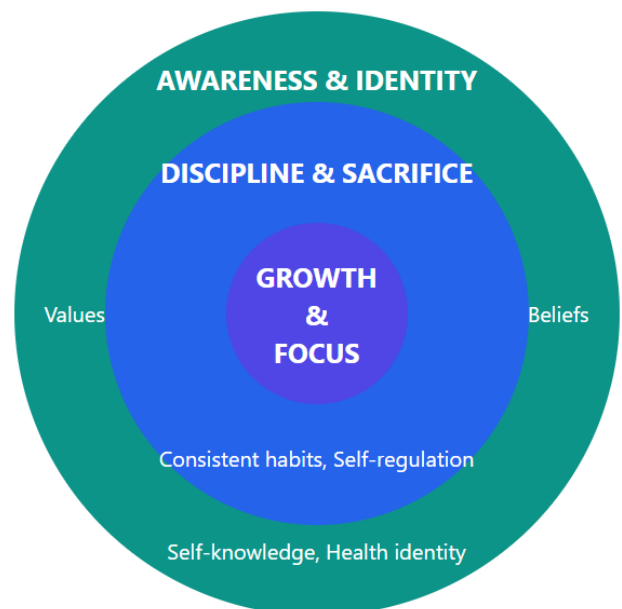 AWARENESS & IDENTITY
DISCIPLINE & SACRIFICE
GROWTH
&
FOCUS
Values
Beliefs
Consistent habits, Self-regulation
Self-knowledge, Health identity